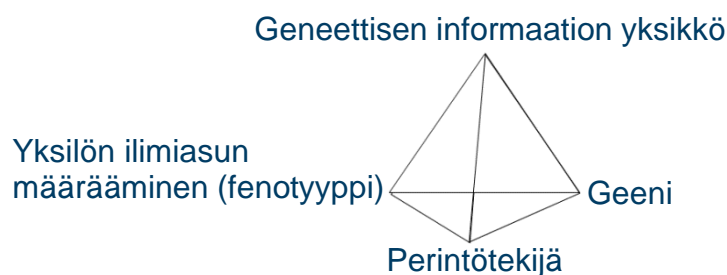 Geneettisen informaation yksikkö
Yksilön ilimiasun
määrääminen (fenotyyppi)
Geeni
Perintötekijä